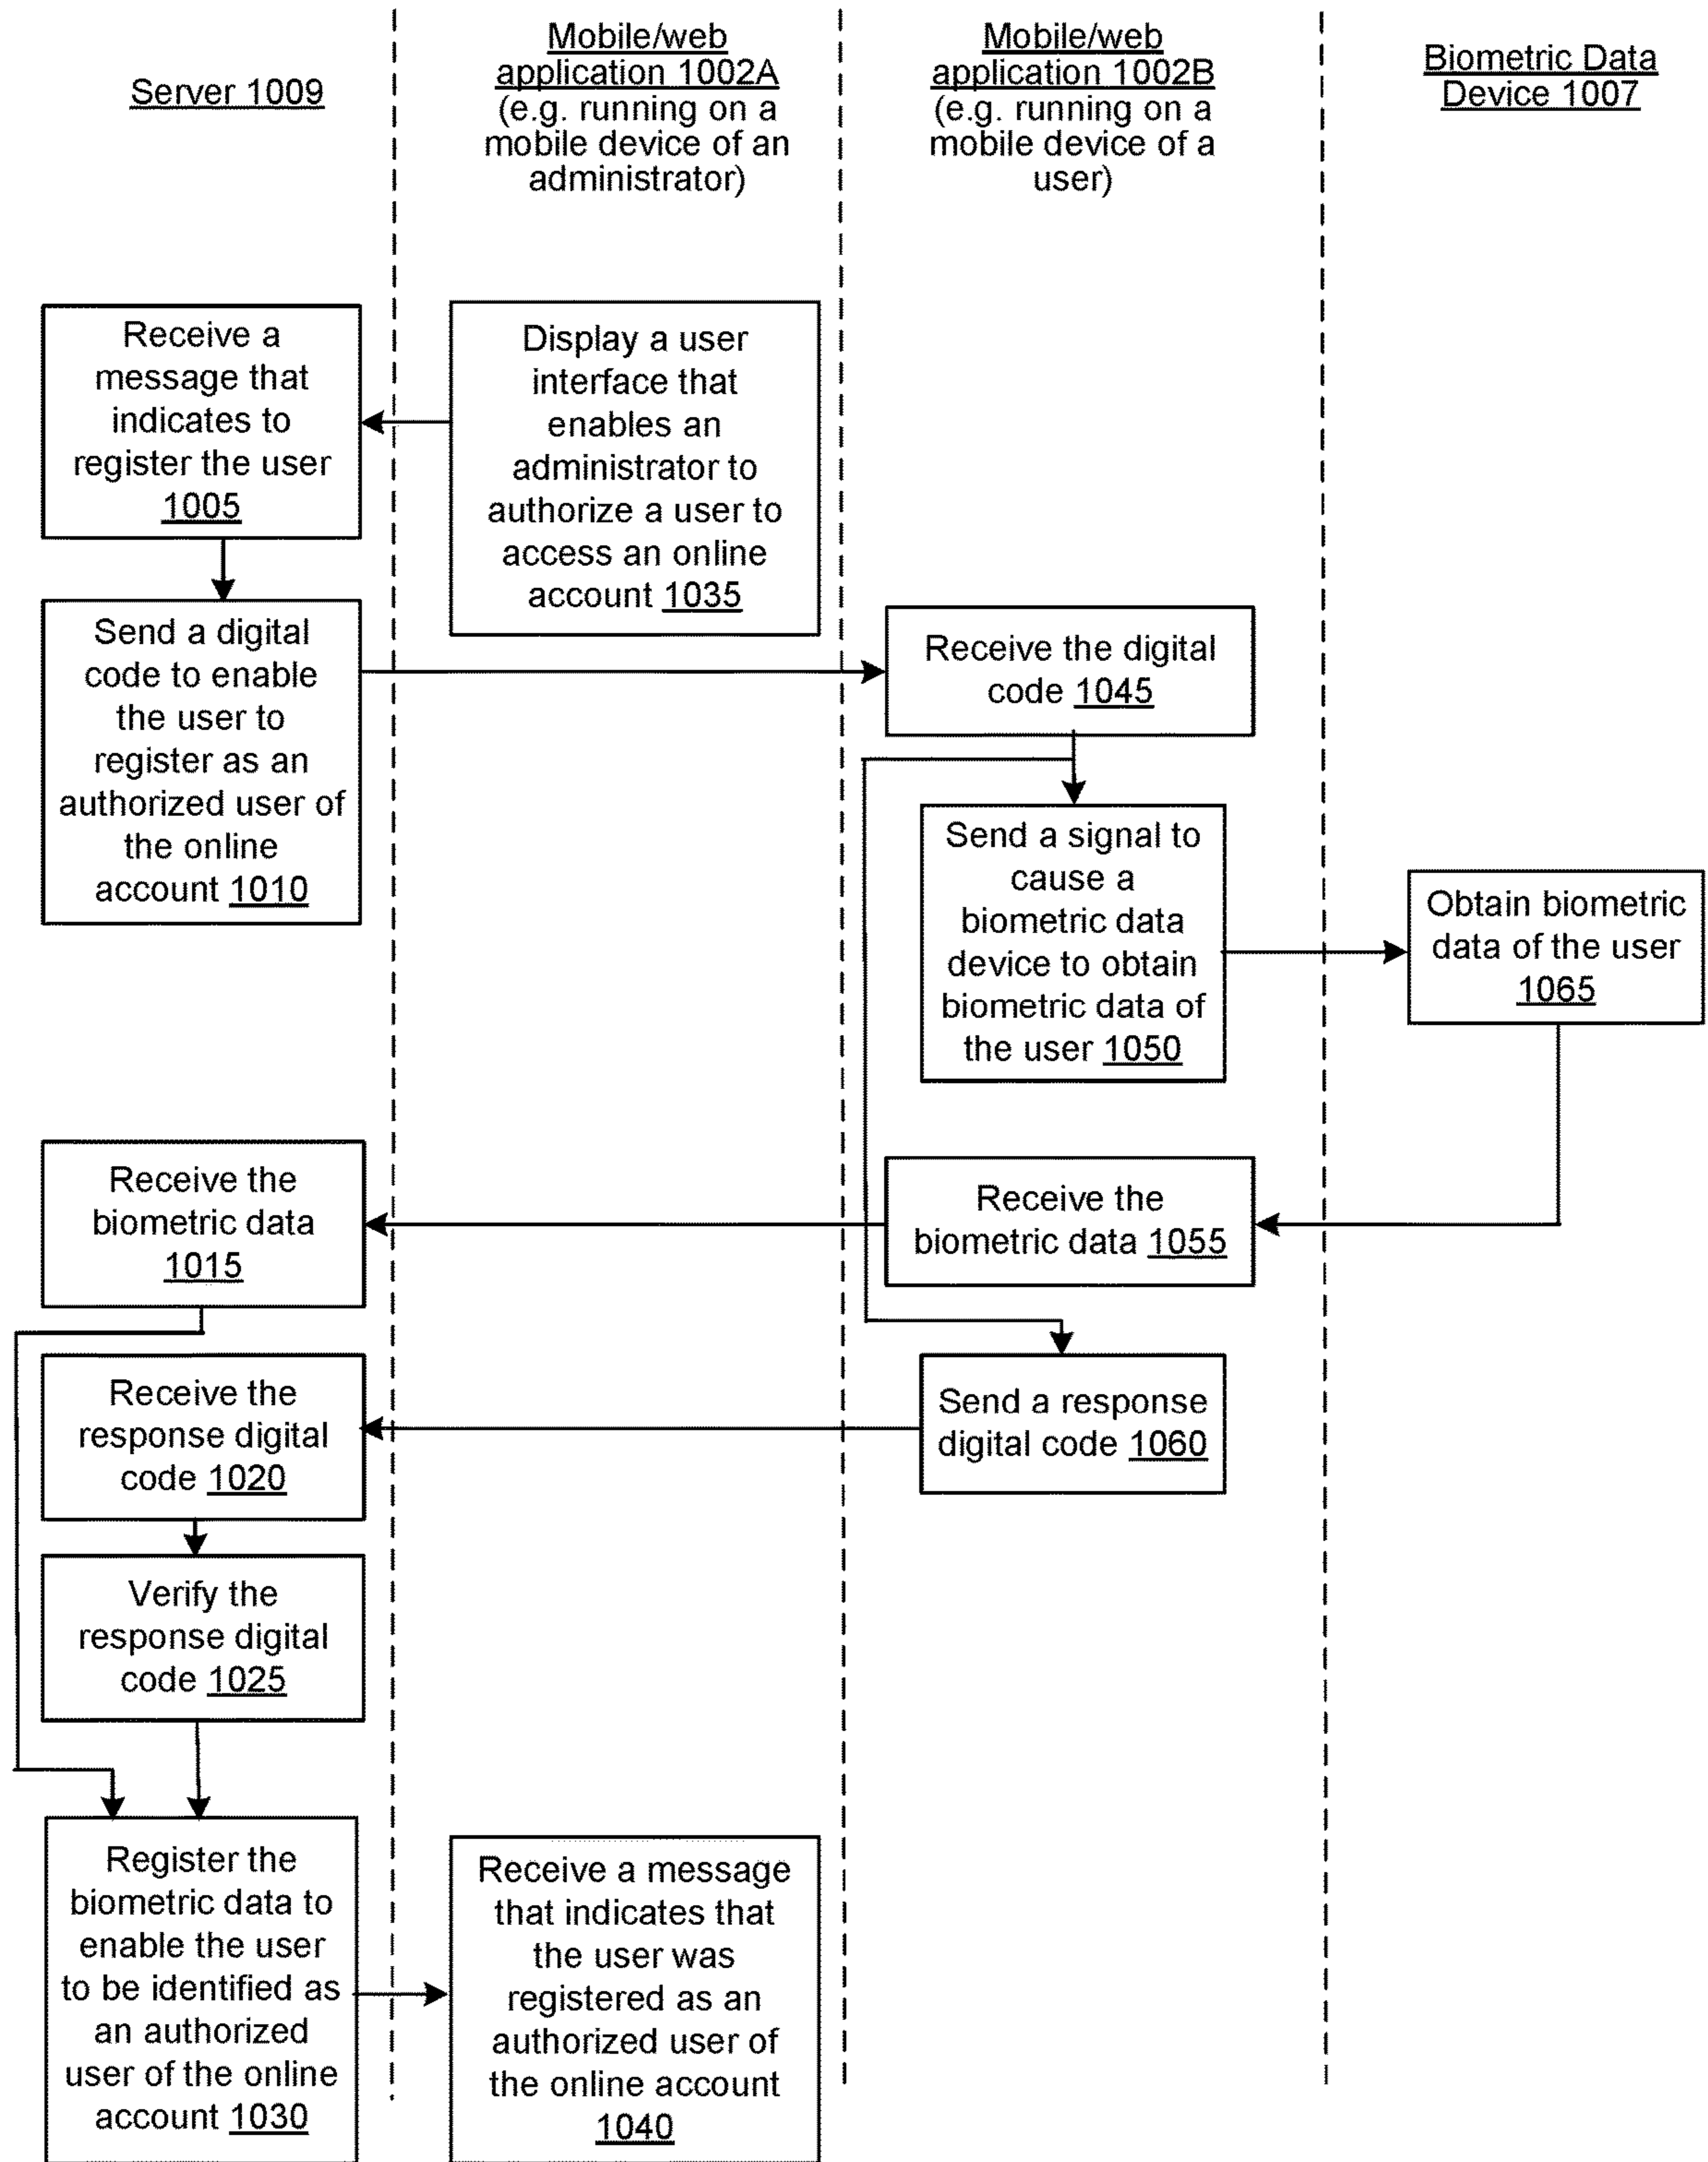 Server 1009
Mobile/web
application 1002A
(e.g. running on a
mobile device of an
administrator)
Mobile/web
application 1002B
(e.g. running on a
mobile device of a
user)
Biometric Data
Device 1007
Receive a
message that
indicates to
register the user
1005
Display a user
interface that
enables an
administrator to
authorize a user to
access an online
account 1035
Send a digital
code to enable
the user to
register as an
authorized user of
the online
account 1010
Receive the digital
code 1045
Send a signal to
cause a
biometric data
device to obtain
biometric data of
the user 1050
Obtain biometric
data of the user
1065
Receive the
biometric data
1015
Receive the
biometric data 1055
Receive the
response digital
code 1020
Send a response
digital code 1060
Verify the
response digital
code 1025
Register the
biometric data to
enable the user
to be identified as
an authorized
user of the online
account 1030
Receive a message
that indicates that
the user was
registered as an
authorized user of
the online account
1040